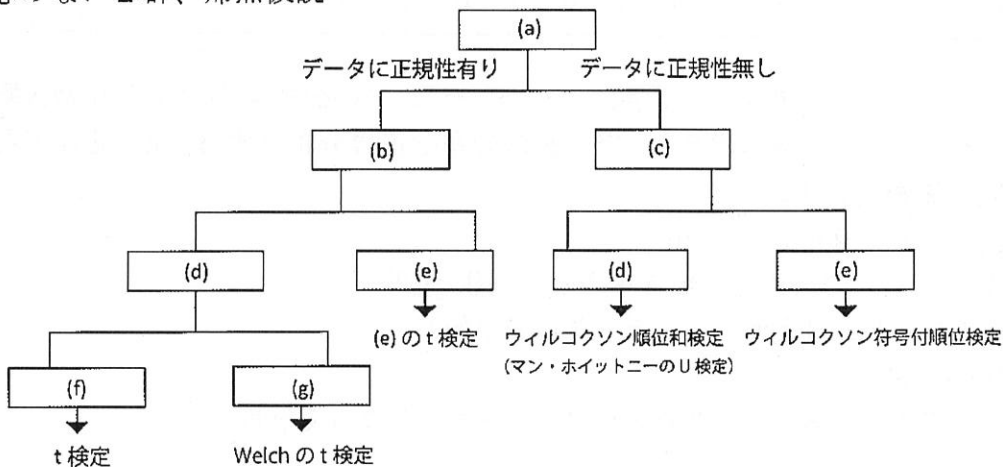 (a)
データに正規性有り データに正規性無し
(b) (c)
(d) (e) (d) (e)
(e) の t 検定 ウィルコクソン順位和検定 ウィルコクソン符号付順位検定
(マン・ホイットニーの U 検定)
(f) (g)
t 検定 Welch の t 検定